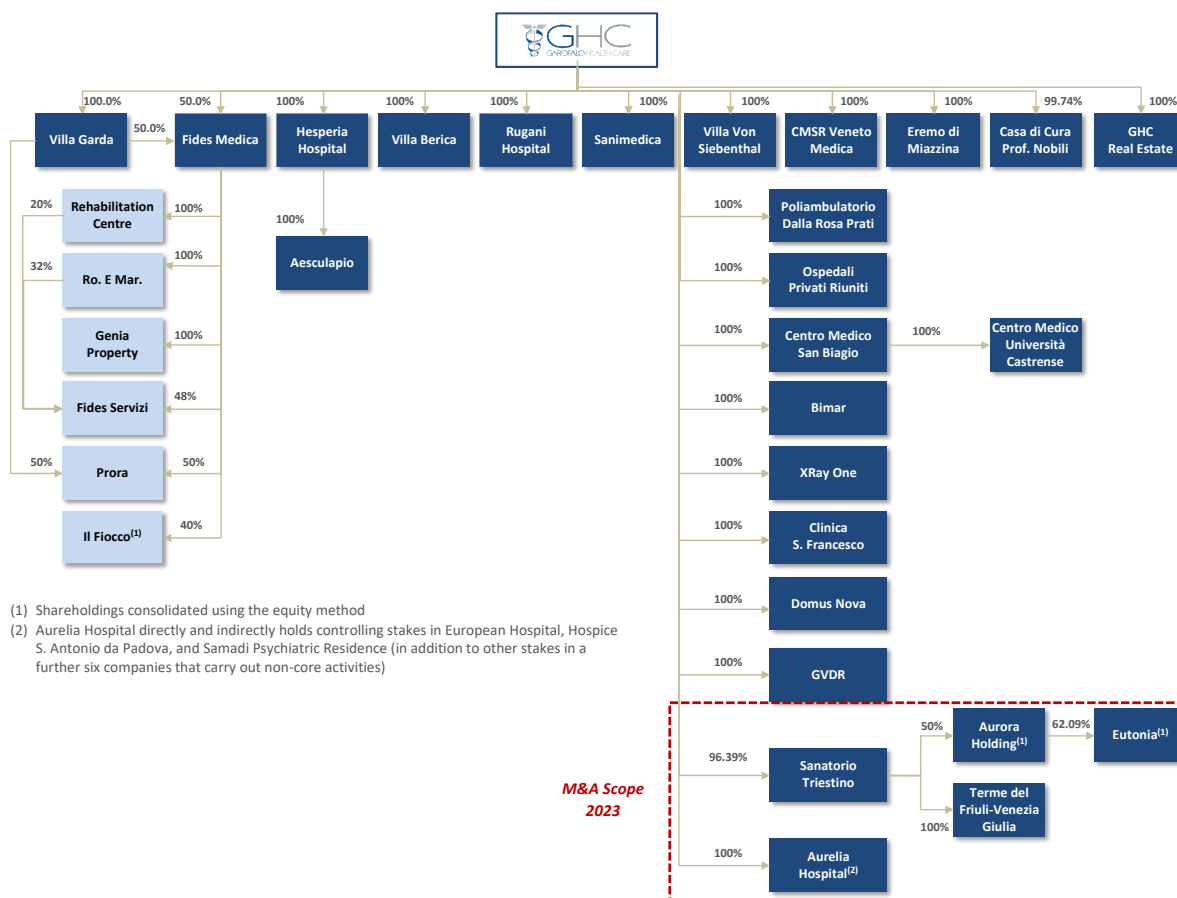 GHC
GAROFALO HEALTH CARE
100.0%
50.0%
100%
100%
100%
100%
100%
100%
100%
99.74%
100%
Villa Garda
50.0%
Fides Medica
Hesperia
Hospital
Villa Berica
Rugani
Hospital
Sanimedica
Villa Von
Siebenthal
CMSR Veneto
Medica
Eremo di
Miazzina
Casa di Cura
Prof. Nobili
GHC
Real Estate
20%
Rehabilitation
Centre
100%
32%
Ro. E Mar.
100%
Genia
Property
100%
Fides Servizi
48%
50%
Prora
50%
Il Fiocco(1)
40%
100%
Aesculapio
100%
Poliambulatorio
Dalla Rosa Prati
100%
Ospedali
Privati Riuniti
100%
Centro Medico
San Biagio
100%
Centro Medico
Università
Castrense
100%
Bimar
100%
XRay One
100%
Clinica
S. Francesco
100%
Domus Nova
100%
GVDR
(1) Shareholdings consolidated using the equity method
(2) Aurelia Hospital directly and indirectly holds controlling stakes in European Hospital, Hospice
S. Antonio da Padova, and Samadi Psychiatric Residence (in addition to other stakes in a
further six companies that carry out non-core activities)
M&A Scope
2023
96.39%
Sanatorio
Triestino
50%
Aurora
Holding(1)
62.09%
Eutonia(1)
100%
Terme del
Friuli-Venezia
Giulia
100%
Aurelia
Hospital(2)